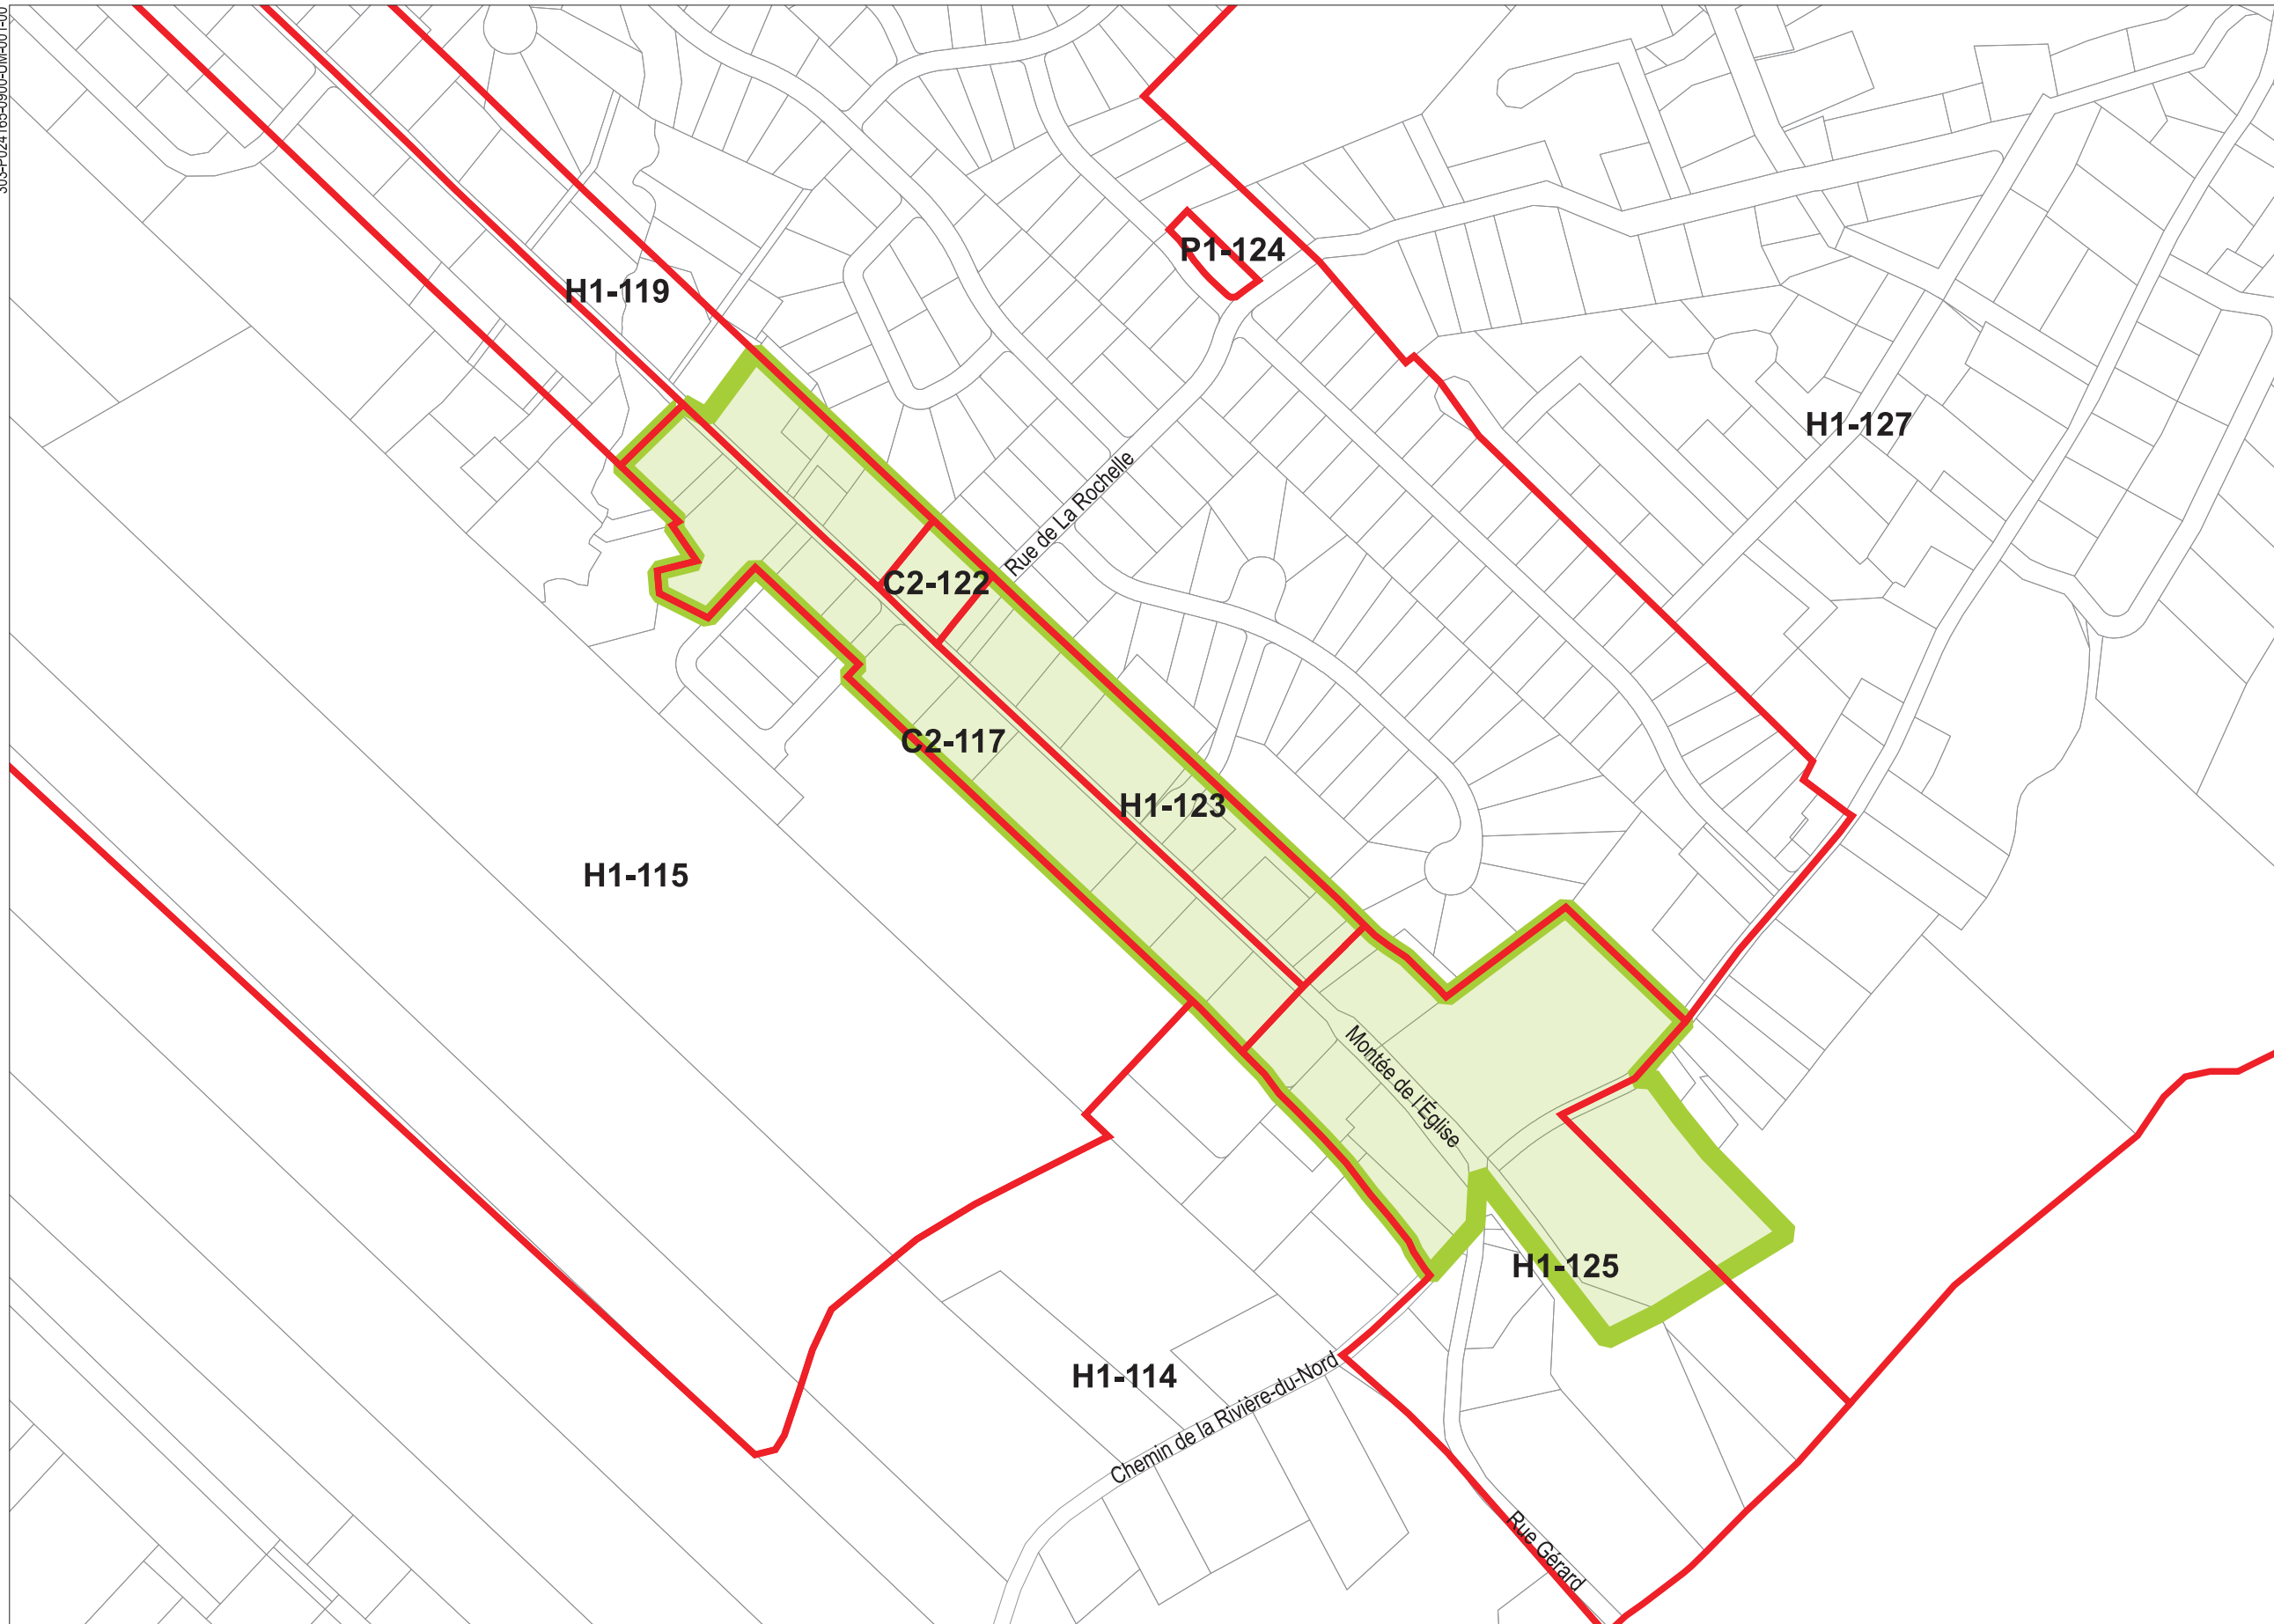 P1-124
H1-119
H1-127
Rue de La Rochelle
C2-122
C2-117
H1-123
H1-115
Montée de l'Église
H1-125
H1-114
Chemin de la Rivière-du-Nord
Rue Gérard